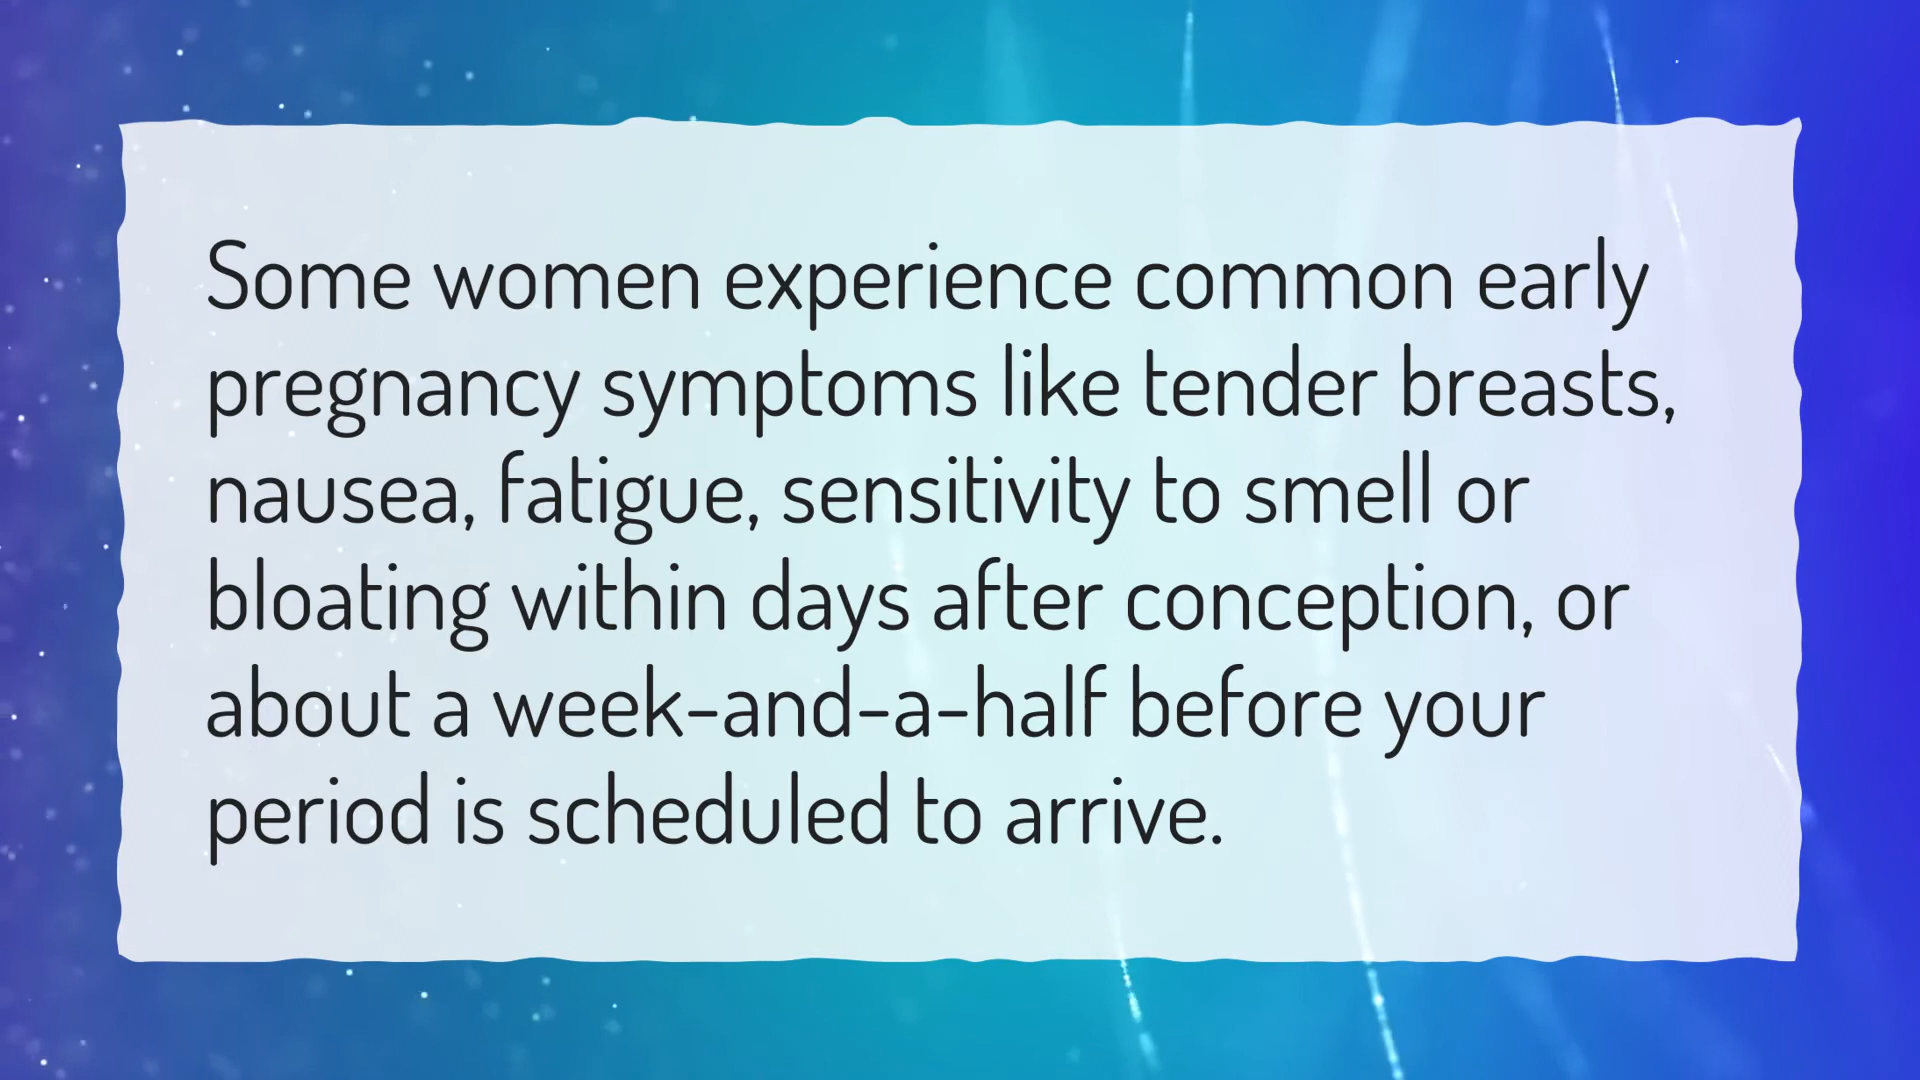 Some women experience common early
pregnancy symptoms like tender breasts,
nausea, fatigue, sensitivity to smell or
bloating within days after conception, or
about a week-and-a-half before your
period is scheduled to arrive.